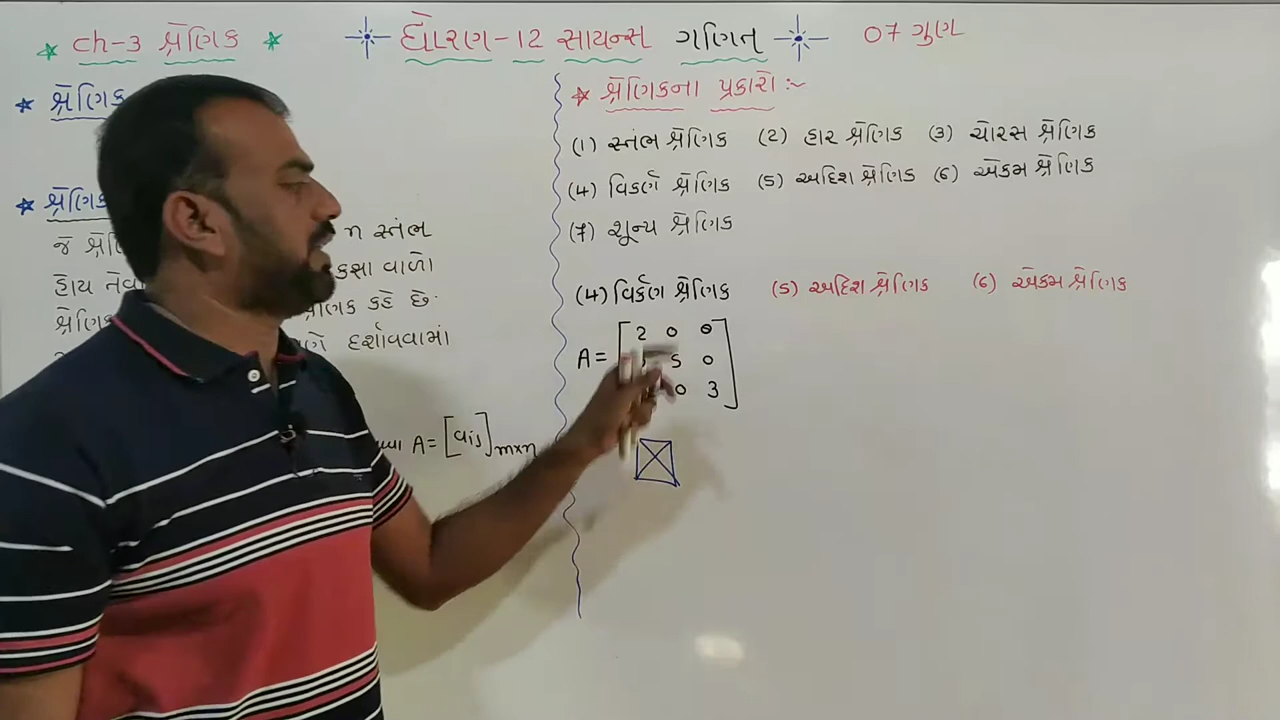 ch-3 શ્રેણિક
ધોરણ-12 સાયન્સ ગણિત
07 ગુણ
શ્રેણિક
શ્રેણિક
જે n સ્તંભ
હોય કક્ષા વાળો
શ્રેણિક કહે છે.
દર્શાવવામાં
A = [aij]m×n
શ્રેણિકના પ્રકારો :-
(1) સ્તંભ શ્રેણિક (2) હાર શ્રેણિક (3) ચોરસ શ્રેણિક
(4) વિકર્ણ શ્રેણિક (5) અદિશ શ્રેણિક (6) એકમ શ્રેણિક
(7) શૂન્ય શ્રેણિક
(4) વિકર્ણ શ્રેણિક (5) અદિશ શ્રેણિક (6) એકમ શ્રેણિક
2 0 0
A = 5 0
0 3